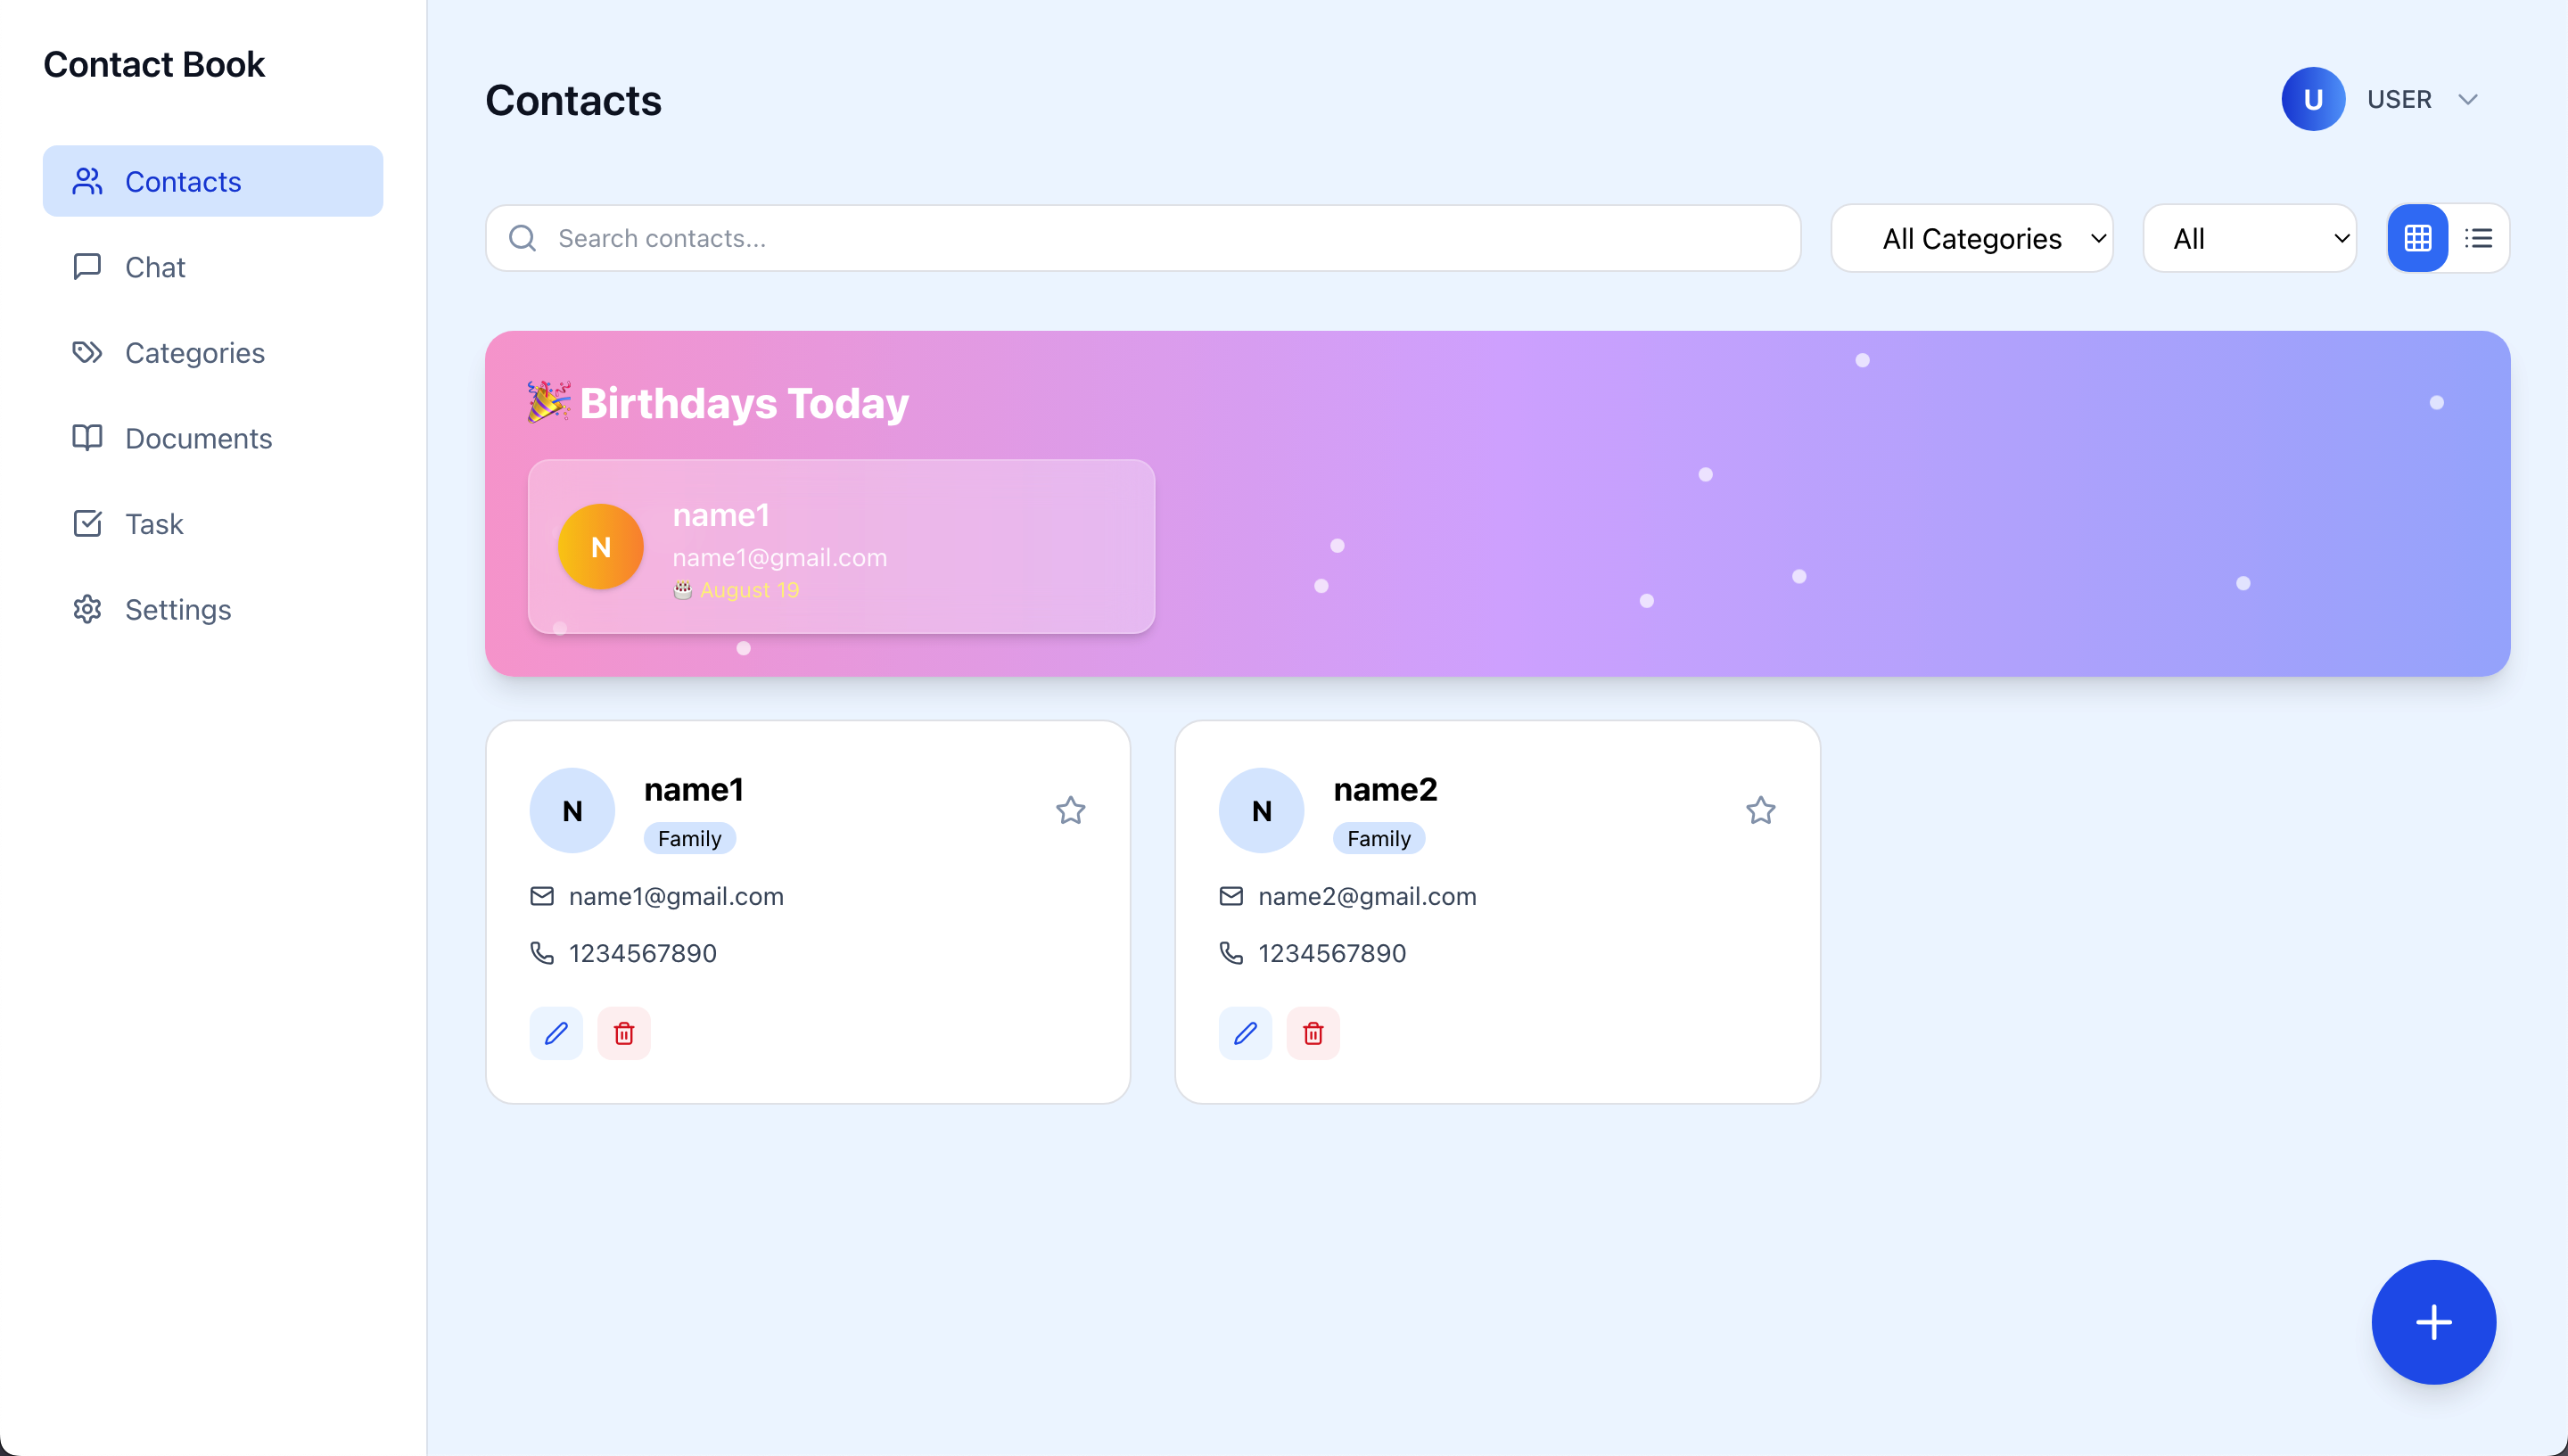 Contact Book
Contacts
Chat
Categories
Documents
Task
Settings
Contacts
U USER
Search contacts...
All Categories
All
🎉 Birthdays Today
N
name1
name1@gmail.com
🎂 August 19
N
name1
Family
name1@gmail.com
1234567890
N
name2
Family
name2@gmail.com
1234567890